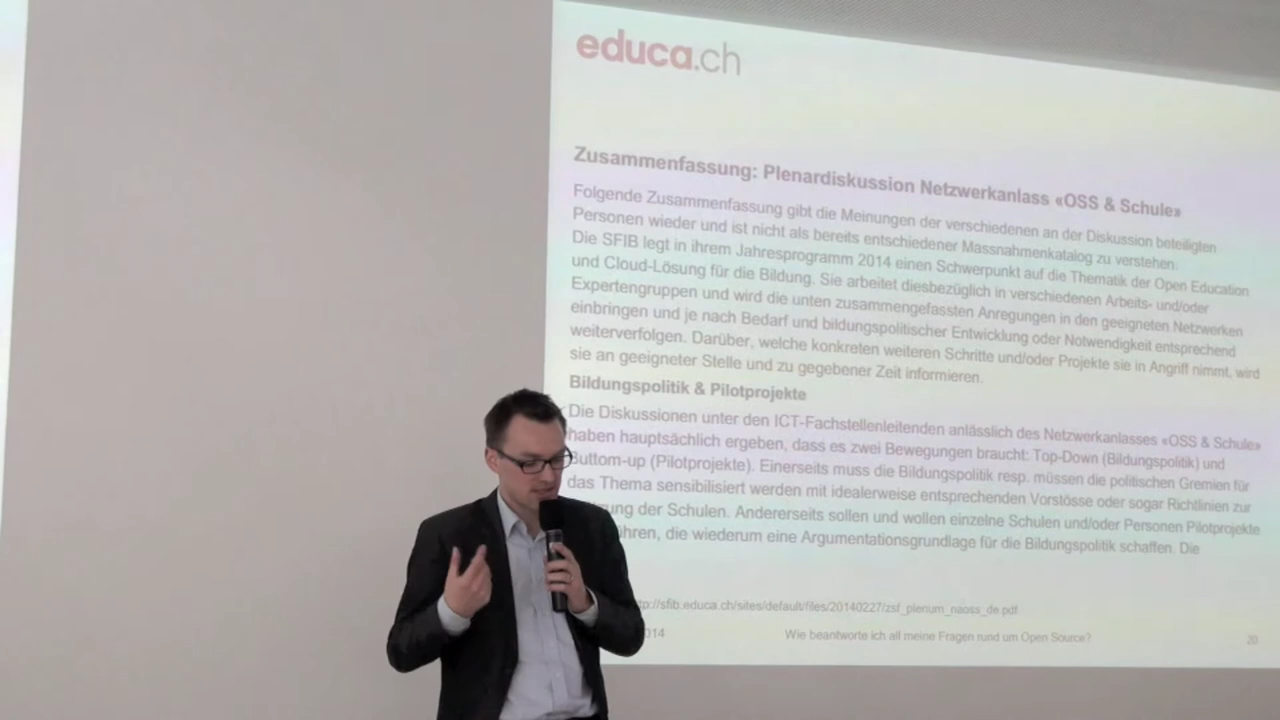 educa.ch
Zusammenfassung: Plenardiskussion Netzwerkanlass «OSS & Schule»
Folgende Zusammenfassung gibt die Meinungen der verschiedenen an der Diskussion beteiligten
Personen wieder und ist nicht als bereits entschiedener Massnahmenkatalog zu verstehen.
Die SFIB legt in ihrem Jahresprogramm 2014 einen Schwerpunkt auf die Thematik der Open Education
und Cloud-Lösung für die Bildung. Sie arbeitet diesbezüglich in verschiedenen Arbeits- und/oder
Expertengruppen und wird die unten zusammengefassten Anregungen in den geeigneten Netzwerken
einbringen und je nach Bedarf und bildungspolitischer Entwicklung oder Notwendigkeit entsprechend
weiterverfolgen. Darüber, welche konkreten weiteren Schritte und/oder Projekte sie in Angriff nimmt, wird
sie an geeigneter Stelle und zu gegebener Zeit informieren.
Bildungspolitik & Pilotprojekte
Die Diskussionen unter den ICT-Fachstellenleitenden anlässlich des Netzwerkanlasses «OSS & Schule»
haben hauptsächlich ergeben, dass es zwei Bewegungen braucht: Top-Down (Bildungspolitik) und
Buttom-up (Pilotprojekte). Einerseits muss die Bildungspolitik resp. müssen die politischen Gremien für
das Thema sensibilisiert werden mit idealerweise entsprechenden Vorstösse oder sogar Richtlinien zur
zung der Schulen. Andererseits sollen und wollen einzelne Schulen und/oder Personen Pilotprojekte
ühren, die wiederum eine Argumentationsgrundlage für die Bildungspolitik schaffen. Die
tp://sfib.educa.ch/sites/default/files/20140227/zsf_plenum_naoss_de.pdf
014 Wie beantworte ich all meine Fragen rund um Open Source? 20